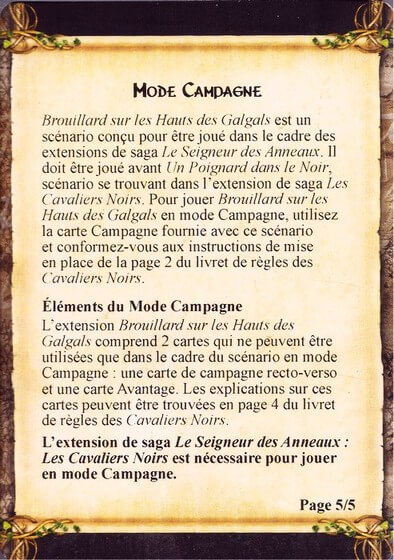 Mode Campagne
Brouillard sur les Hauts des Galgals est un
scénario conçu pour être joué dans le cadre des
extensions de saga Le Seigneur des Anneaux. Il
doit être joué avant Un Poignard dans le Noir,
scénario se trouvant dans l'extension de saga Les
Cavaliers Noirs. Pour jouer Brouillard sur les
Hauts des Galgals en mode Campagne, utilisez
la carte Campagne fournie avec ce scénario
et conformez-vous aux instructions de mise
en place de la page 2 du livret de règles des
Cavaliers Noirs.
Éléments du Mode Campagne
L'extension Brouillard sur les Hauts des
Galgals comprend 2 cartes qui ne peuvent être
utilisées que dans le cadre du scénario en mode
Campagne : une carte de campagne recto-verso
et une carte Avantage. Les explications sur ces
cartes peuvent être trouvées en page 4 du livret
de règles des Cavaliers Noirs.
L'extension de saga Le Seigneur des Anneaux :
Les Cavaliers Noirs est nécessaire pour jouer
en mode Campagne.
Page 5/5